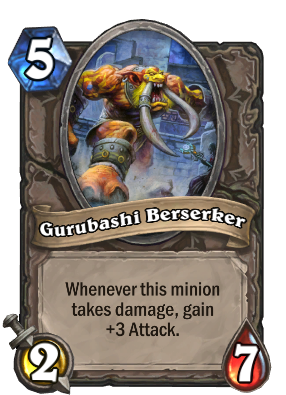 5
Gurubashi Berserker
Whenever this minion
takes damage, gain
+3 Attack.
2
7